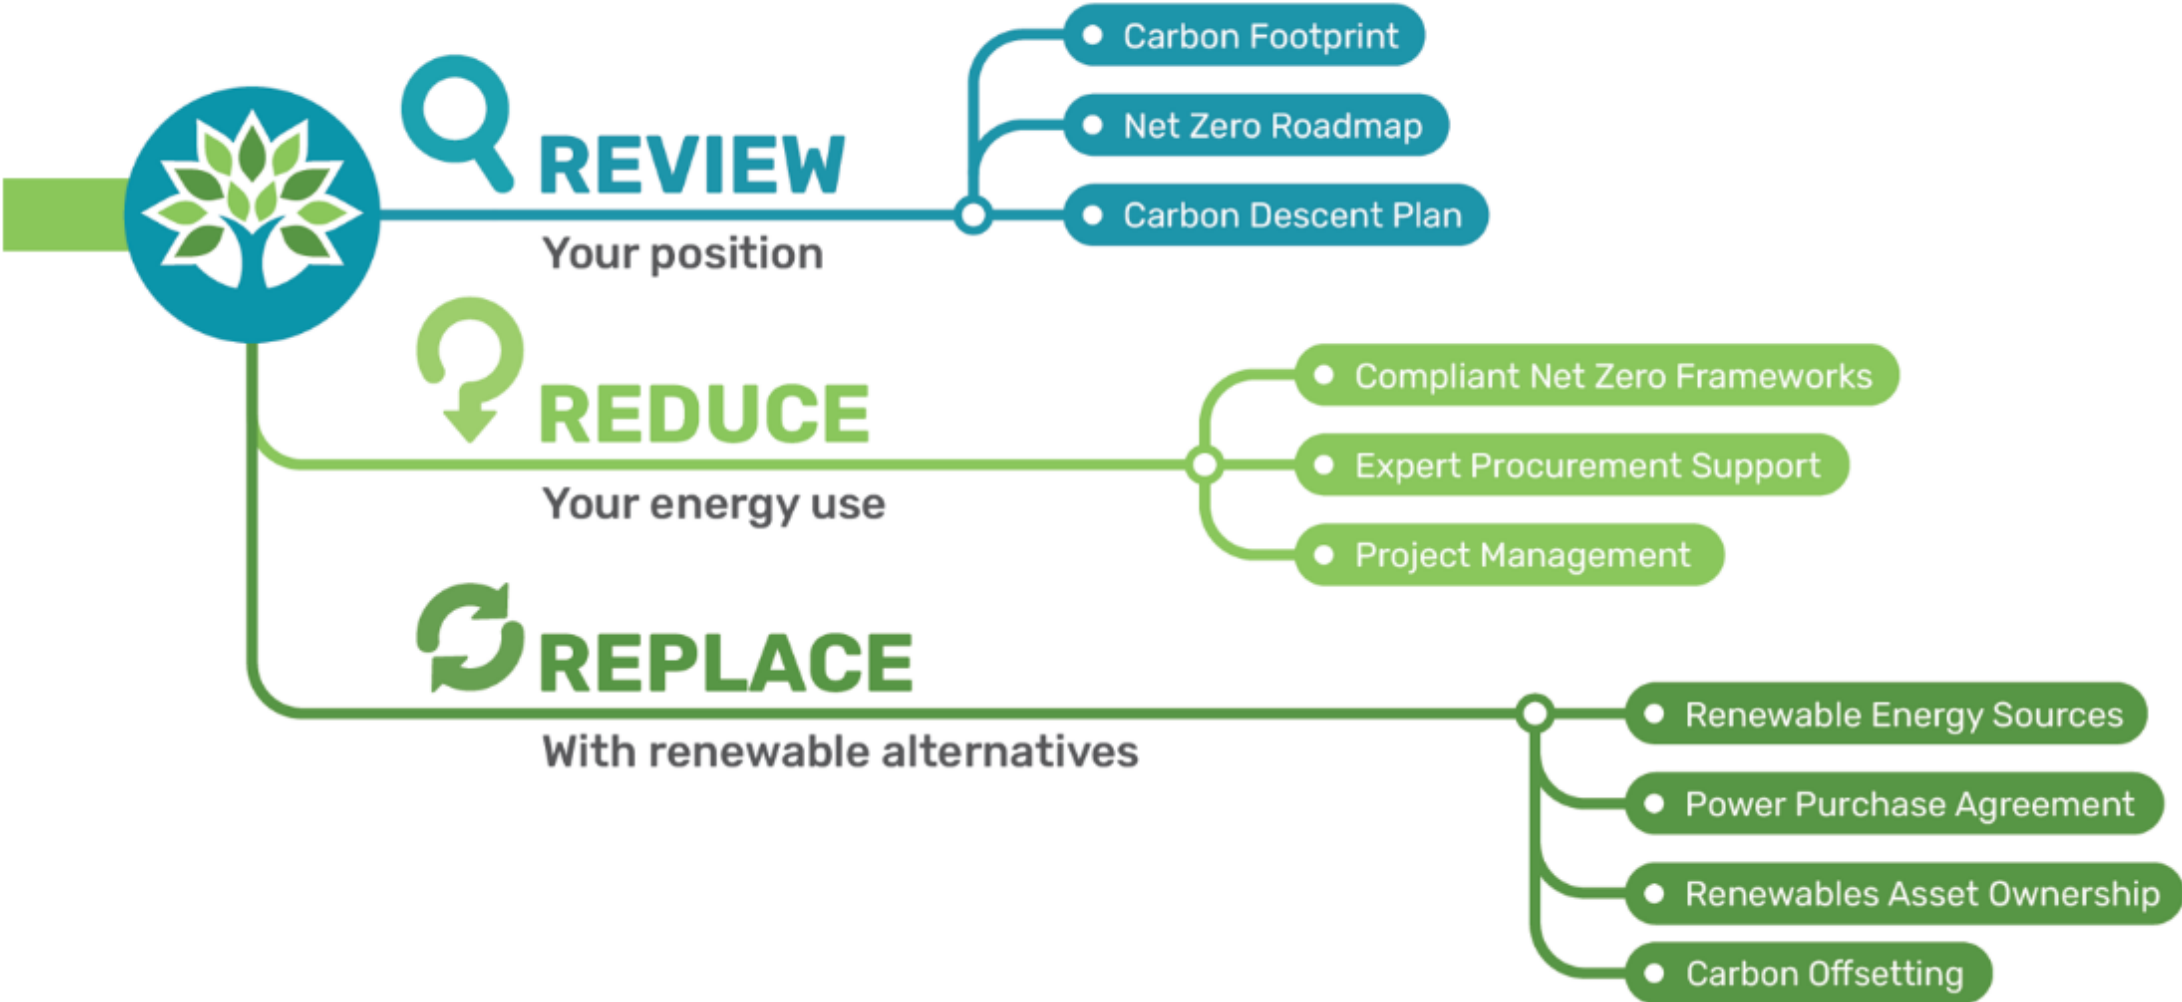 REVIEW
Your position
Carbon Footprint
Net Zero Roadmap
Carbon Descent Plan
REDUCE
Your energy use
Compliant Net Zero Frameworks
Expert Procurement Support
Project Management
REPLACE
With renewable alternatives
Renewable Energy Sources
Power Purchase Agreement
Renewables Asset Ownership
Carbon Offsetting